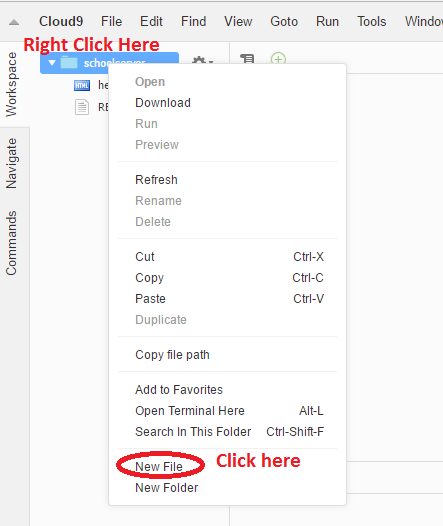 Cloud9 File Edit Find View Goto Run Tools Window
Right Click Here
schoolserver
HTML he
RE
Workspace
Navigate
Commands
Open
Download
Run
Preview
Refresh
Rename
Delete
Cut Ctrl-X
Copy Ctrl-C
Paste Ctrl-V
Duplicate
Copy file path
Add to Favorites
Open Terminal Here Alt-L
Search In This Folder Ctrl-Shift-F
New File Click here
New Folder